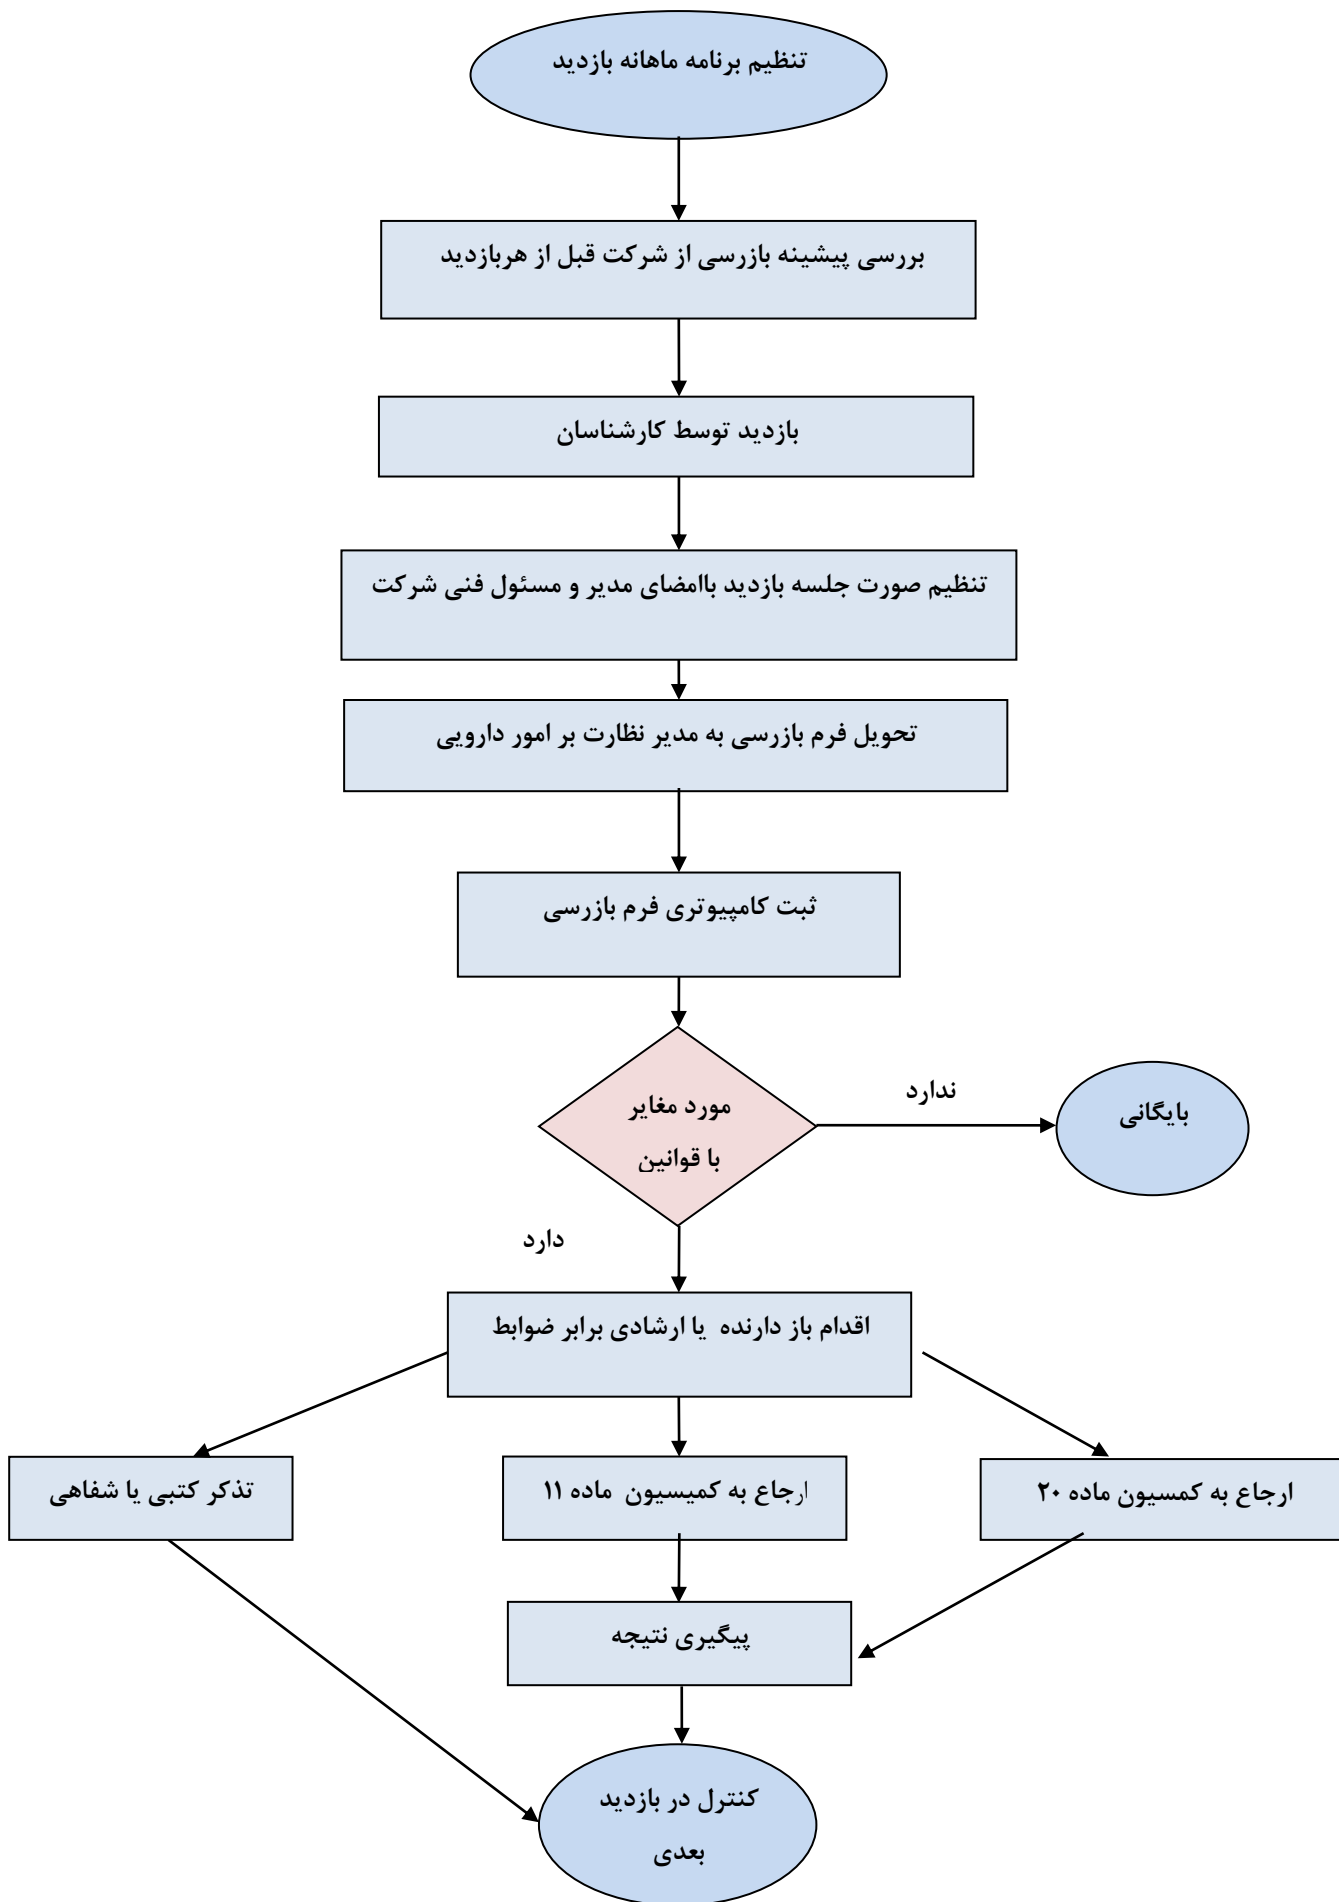 تنظیم برنامه ماهانه بازدید
بررسی پیشینه بازرسی از شرکت قبل از هربازدید
بازدید توسط کارشناسان
تنظیم صورت جلسه بازدید باامضای مدیر و مسئول فنی شرکت
تحویل فرم بازرسی به مدیر نظارت بر امور دارویی
ثبت کامپیوتری فرم بازرسی
مورد مغایر
با قوانین
ندارد
بایگانی
دارد
اقدام باز دارنده یا ارشادی برابر ضوابط
ارجاع به کمسیون ماده ۲۰
ارجاع به کمیسیون ماده ۱۱
تذکر کتبی یا شفاهی
پیگیری نتیجه
کنترل در بازدید
بعدی